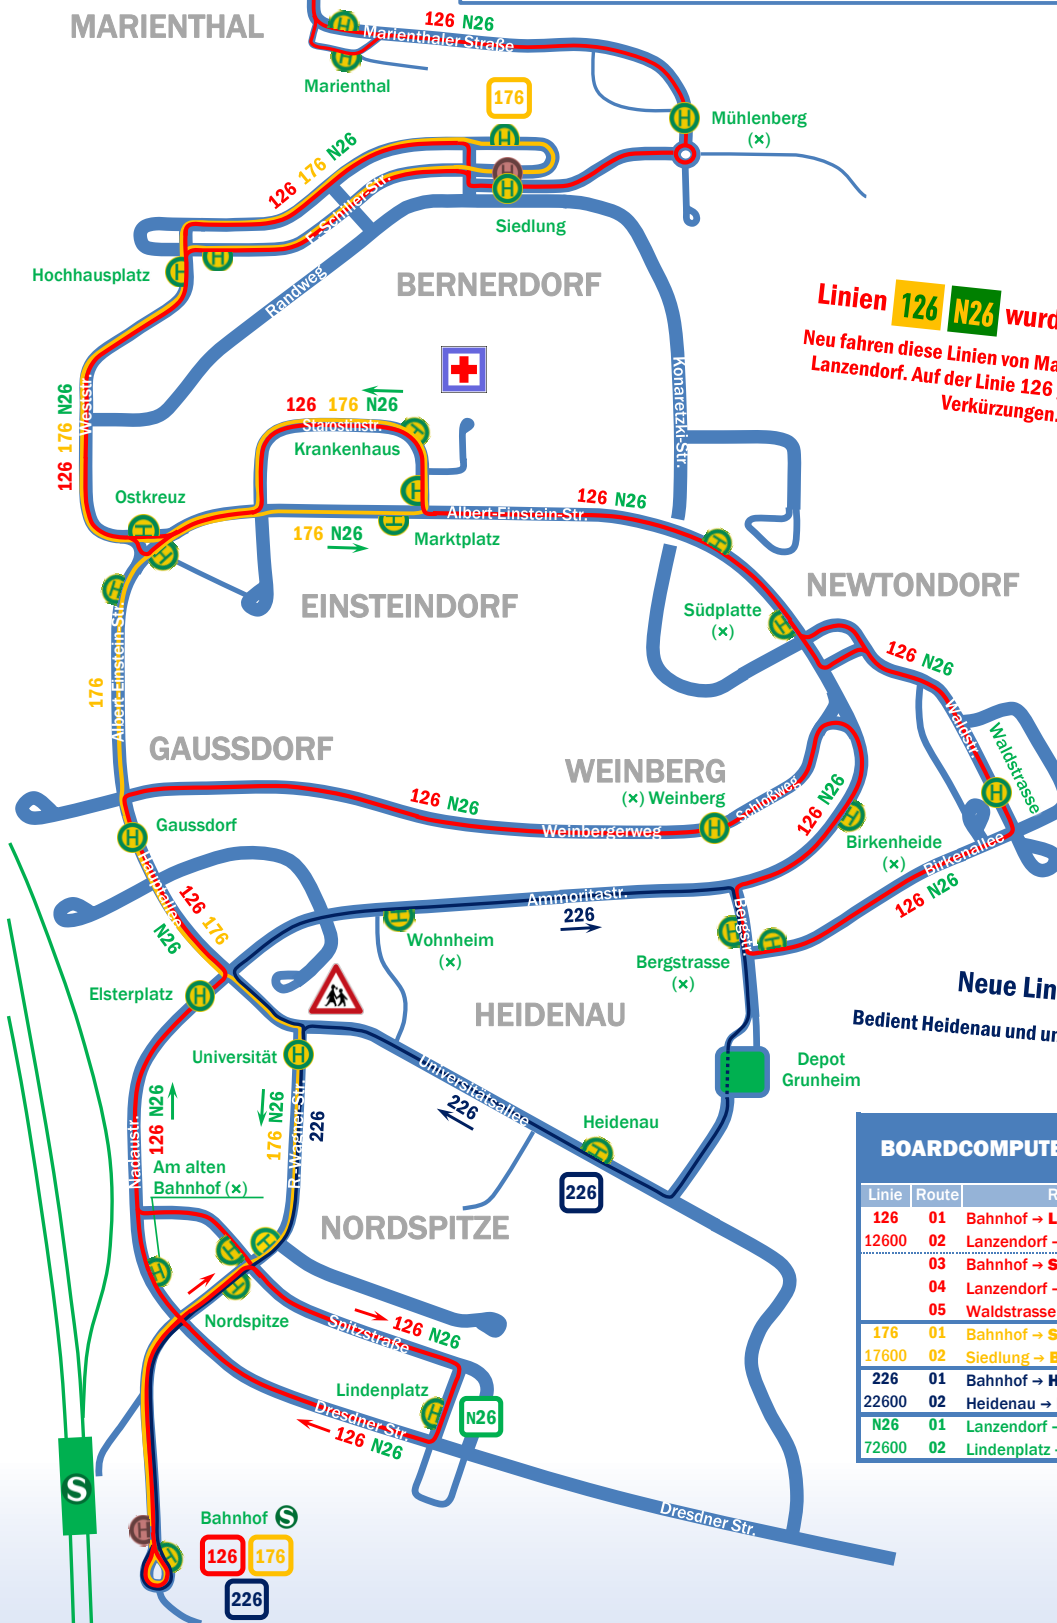 MARIENTHAL
126 N26
Marienthaler Straße
Marienthal
176
Mühlenberg
(×)
126 176 N26
F.-Schiller-Str.
Siedlung
Hochhausplatz
Randweg
BERNERDORF
Linien 126 N26 wurd
Neu fahren diese Linien von Ma
Lanzendorf. Auf der Linie 126
Verkürzungen.
Weststr.
126 176 N26
Konaretzki-Str.
126 176 N26
Starostinstr.
Krankenhaus
Ostkreuz
126 N26
Albert-Einstein-Str.
176 N26
Marktplatz
EINSTEINDORF
NEWTONDORF
Südplatte
(×)
126 N26
Albert-Einstein-Str.
176
Waldstr.
Waldstrasse
GAUSSDORF
WEINBERG
(×) Weinberg
126 N26
Schloßweg
126 N26
Weinbergerweg
Gaussdorf
Birkenheide
(×)
Birkenallee
126 N26
Hauptallee
126 176
N26
Ammoritastr.
226
Bergstr.
Wohnheim
(×)
Bergstrasse
(×)
Elsterplatz
HEIDENAU
Neue Lin
Bedient Heidenau und un
Universität
Universitätsallee
226
Depot
Grunheim
Nadaustr.
126 N26
176 N26
R.-Wagner-Str.
226
Heidenau
226
Am alten
Bahnhof (×)
NORDSPITZE
Nordspitze
Spitzstraße
126 N26
Lindenplatz
N26
Dresdner Str.
126 N26
Dresdner Str.
S
Bahnhof S
126 176
226
BOARDCOMPUTE
Linie Route R
126 01 Bahnhof → L
12600 02 Lanzendorf -
03 Bahnhof → S
04 Lanzendorf -
05 Waldstrasse
176 01 Bahnhof → S
17600 02 Siedlung → B
226 01 Bahnhof → H
22600 02 Heidenau →
N26 01 Lanzendorf -
72600 02 Lindenplatz -